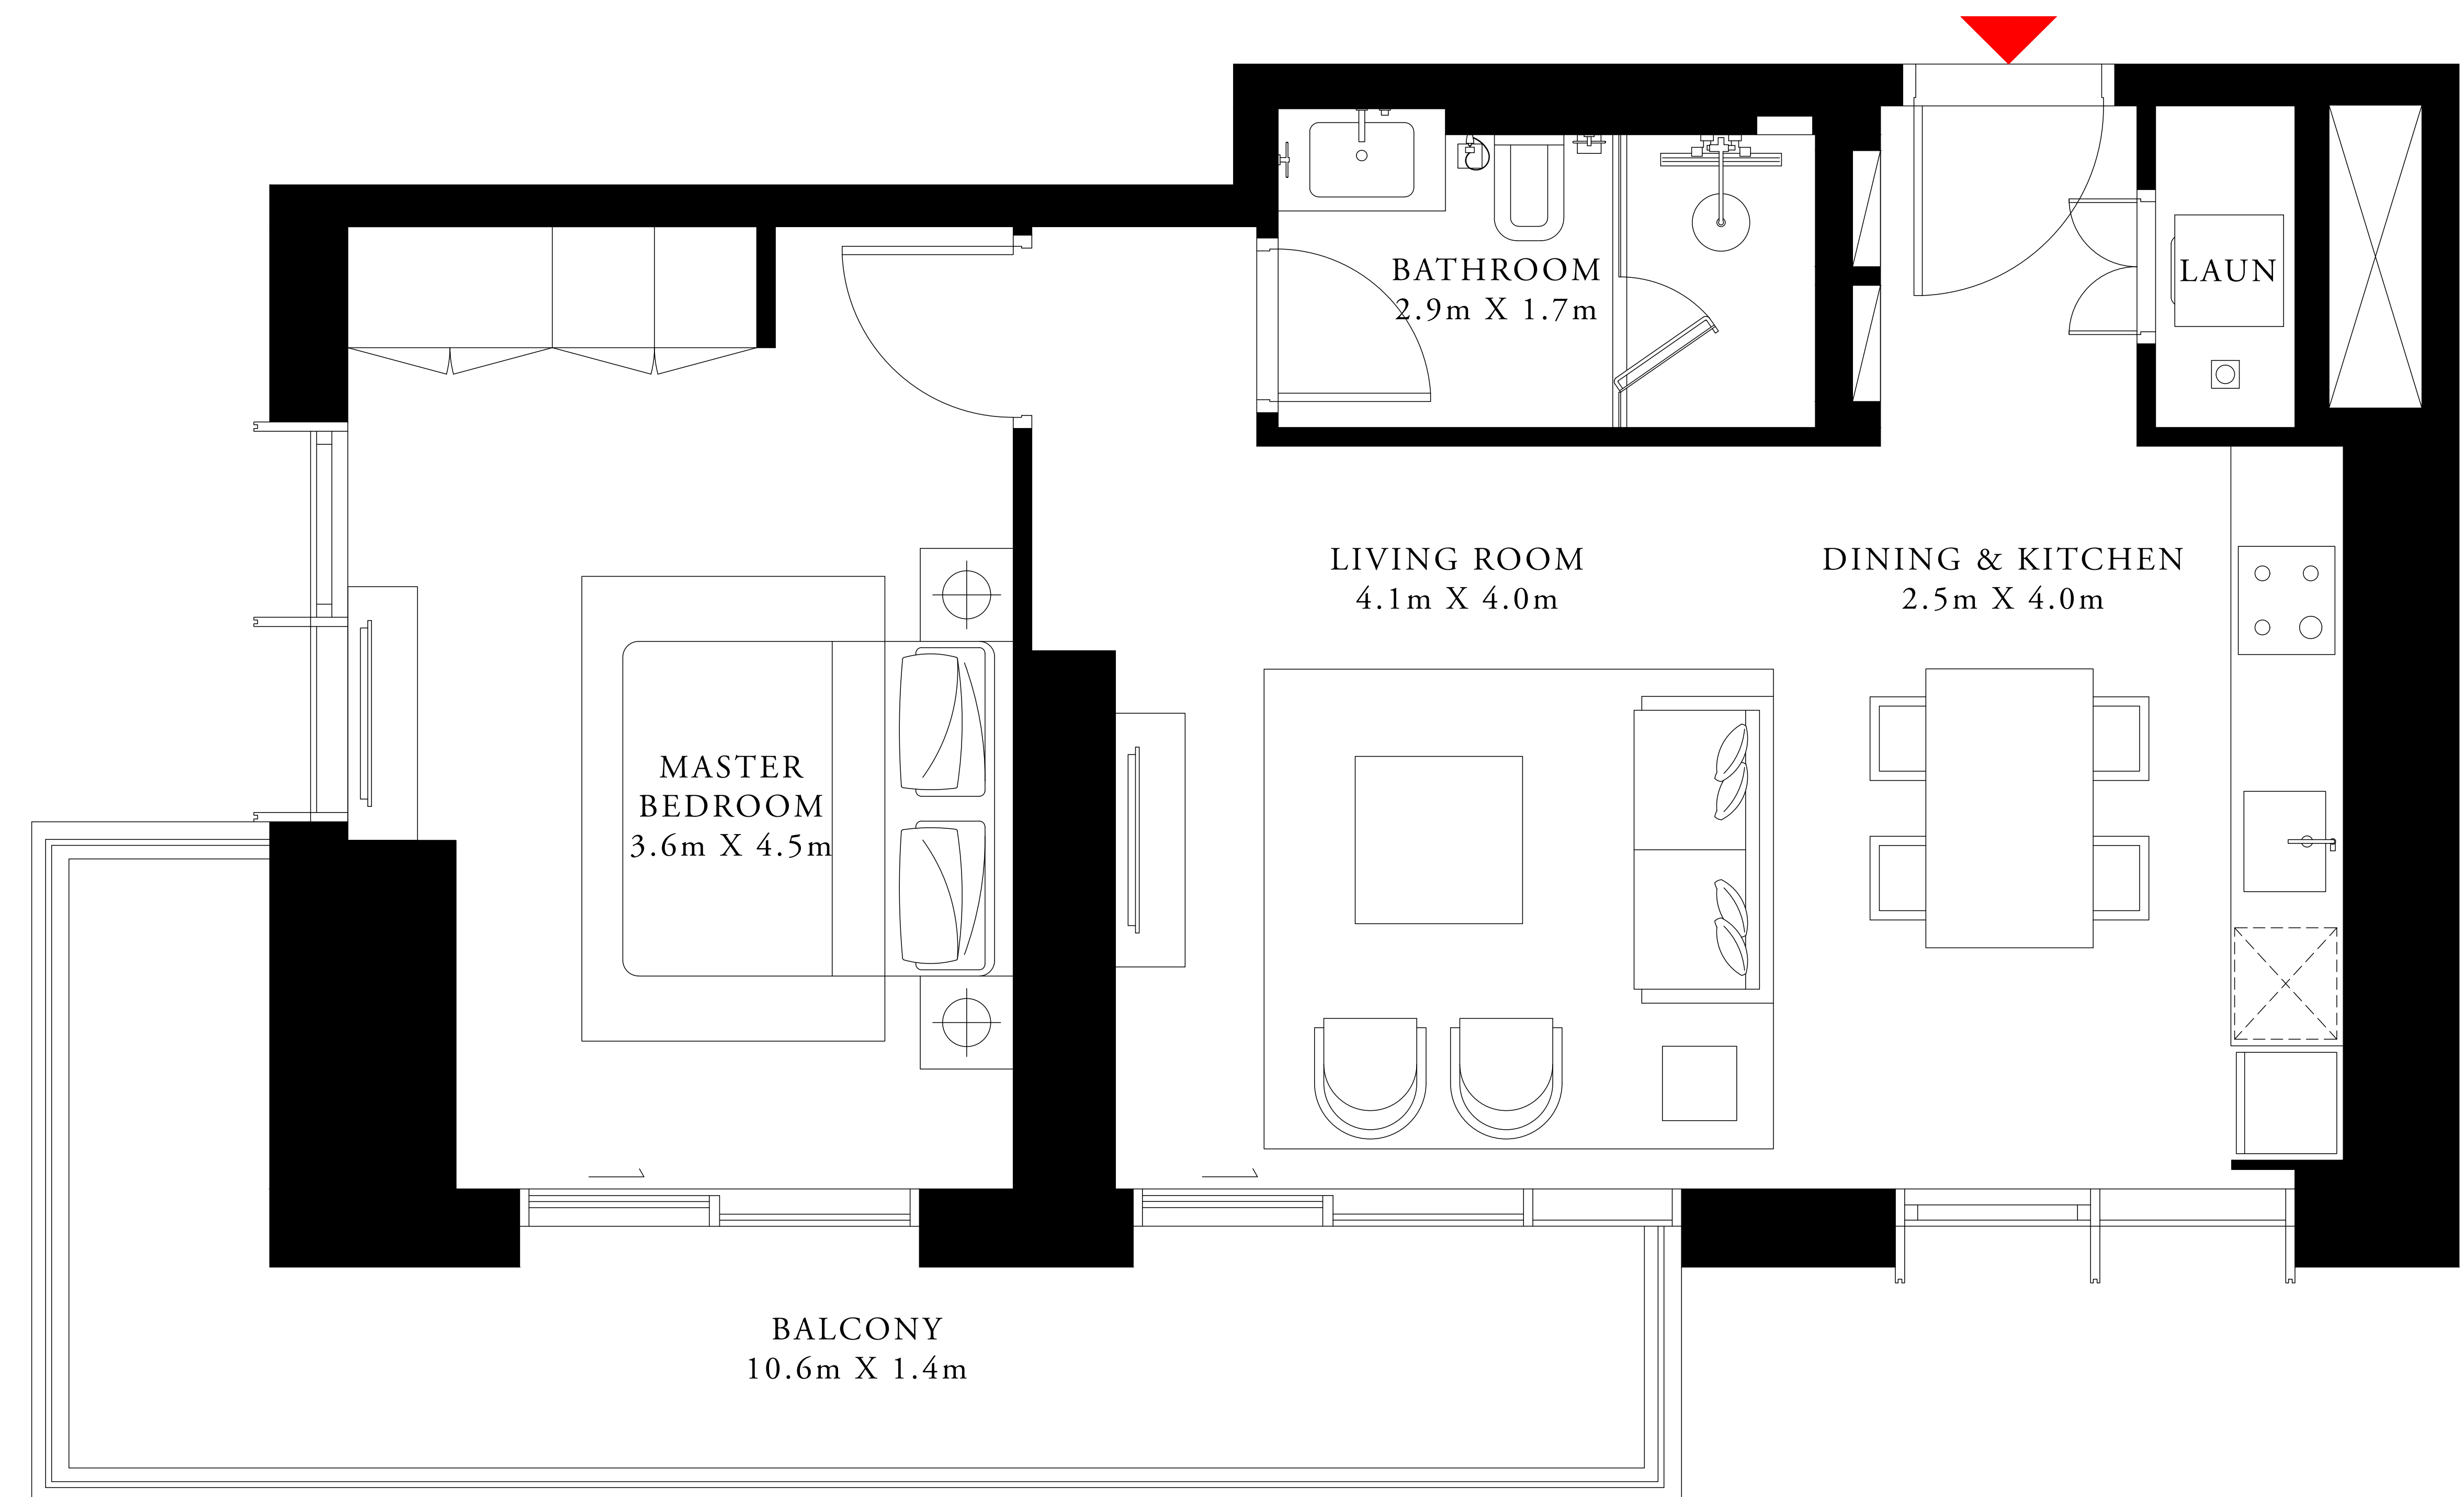 BATHROOM
2.9m X 1.7m
LAUN
LIVING ROOM
4.1m X 4.0m
DINING & KITCHEN
2.5m X 4.0m
MASTER
BEDROOM
3.6m X 4.5m
BALCONY
10.6m X 1.4m